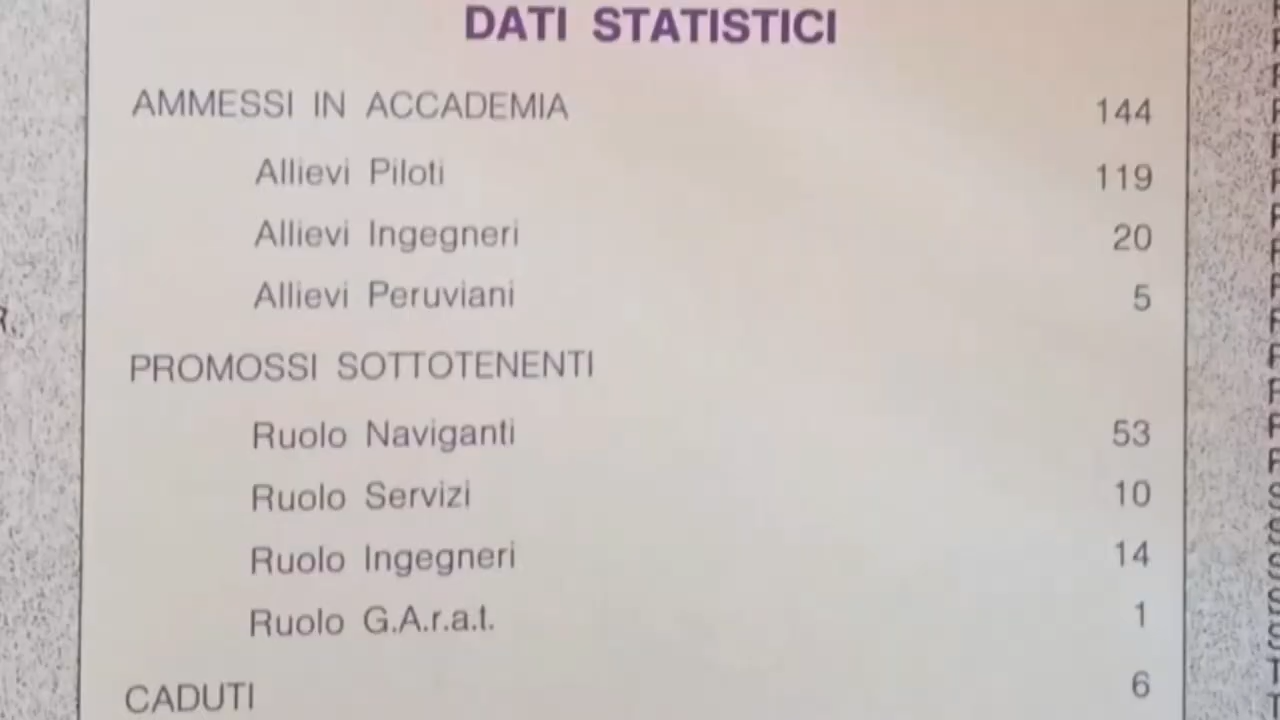 DATI STATISTICI
AMMESSI IN ACCADEMIA 144
Allievi Piloti 119
Allievi Ingegneri 20
Allievi Peruviani 5
PROMOSSI SOTTOTENENTI
Ruolo Naviganti 53
Ruolo Servizi 10
Ruolo Ingegneri 14
Ruolo G.A.r.a.t. 1
CADUTI 6